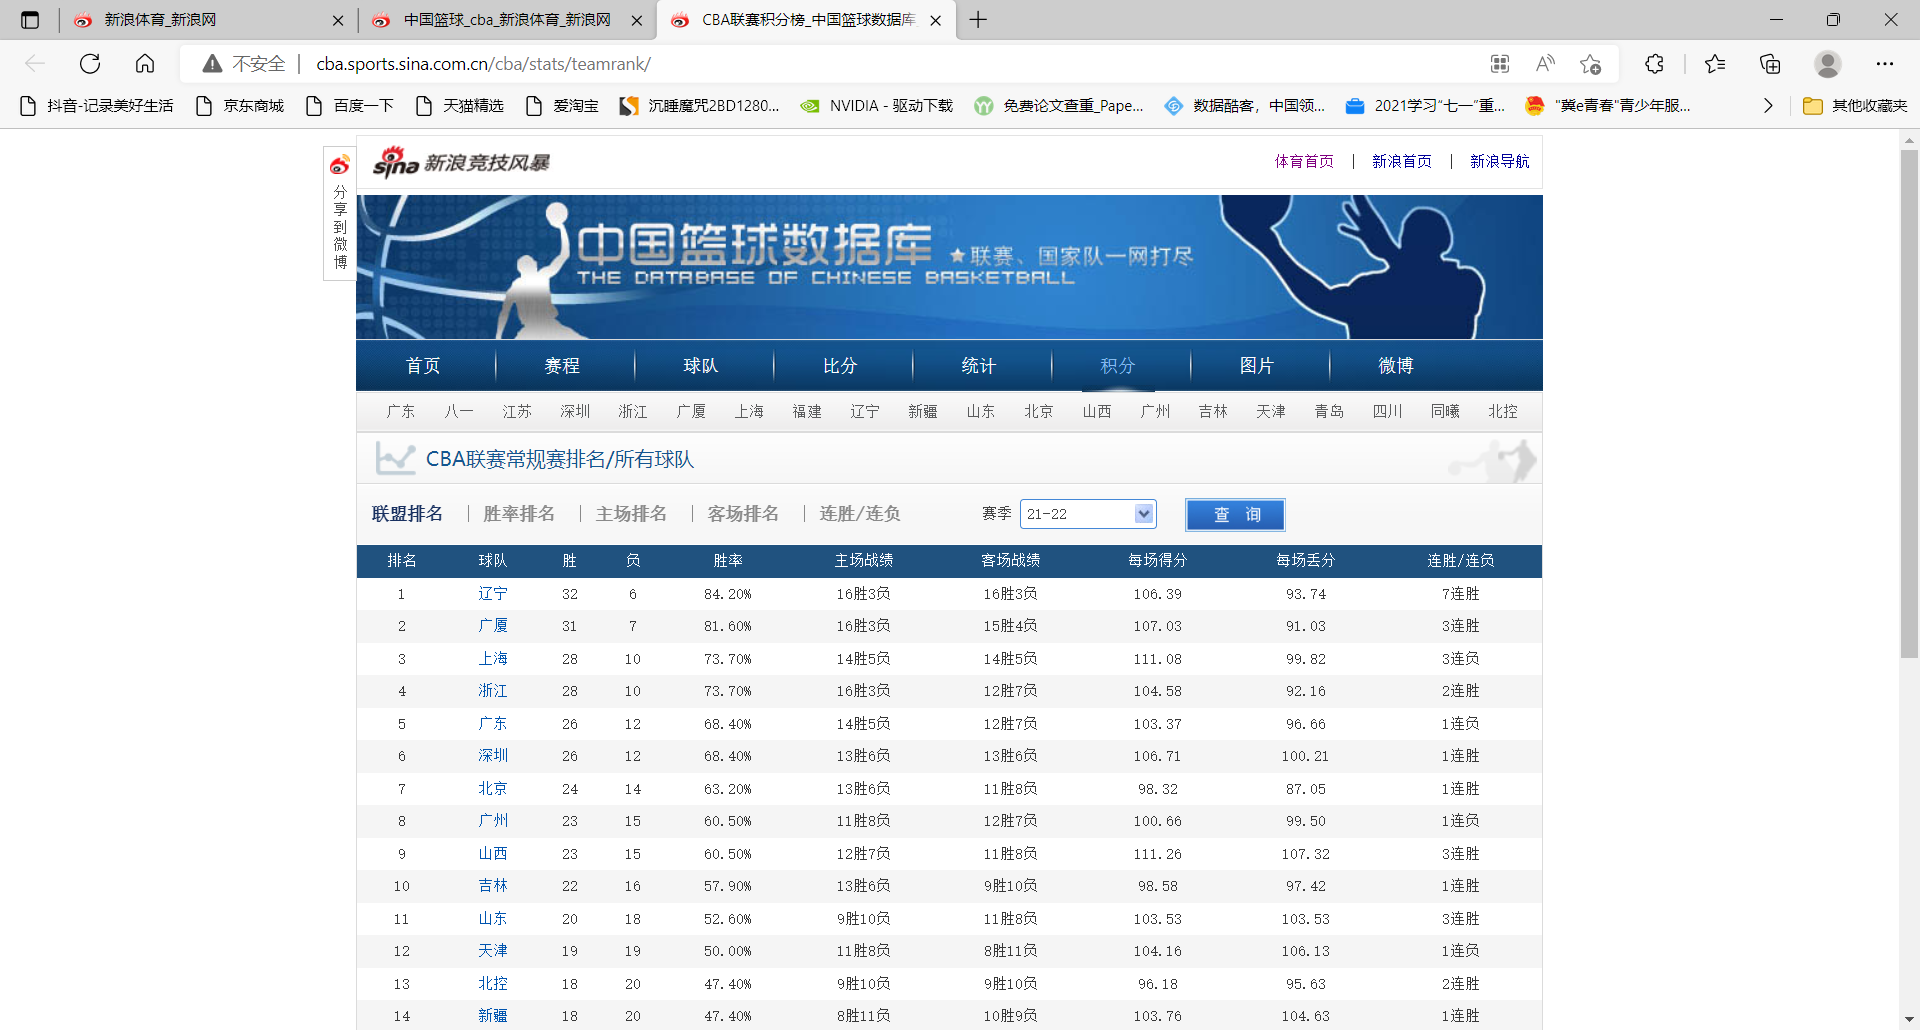 新浪体育_新浪网
中国篮球_cba_新浪体育_新浪网
CBA联赛积分榜_中国篮球数据库
不安全 cba.sports.sina.com.cn/cba/stats/teamrank/
抖音-记录美好生活 京东商城 百度一下 天猫精选 爱淘宝 沉睡魔咒2BD1280... NVIDIA - 驱动下载 免费论文查重_Pape... 数据酷客，中国领... 2021学习“七一”重... "冀e青春"青少年服... 其他收藏夹
分享到微博
sina 新浪竞技风暴
体育首页 | 新浪首页 | 新浪导航
中国篮球数据库 ★联赛、国家队一网打尽
THE DATABASE OF CHINESE BASKETBALL
首页 赛程 球队 比分 统计 积分 图片 微博
广东 八一 江苏 深圳 浙江 广厦 上海 福建 辽宁 新疆 山东 北京 山西 广州 吉林 天津 青岛 四川 同曦 北控
CBA联赛常规赛排名/所有球队
联盟排名 | 胜率排名 | 主场排名 | 客场排名 | 连胜/连负 赛季 21-22 查 询
排名 球队 胜 负 胜率 主场战绩 客场战绩 每场得分 每场丢分 连胜/连负
1 辽宁 32 6 84.20% 16胜3负 16胜3负 106.39 93.74 7连胜
2 广厦 31 7 81.60% 16胜3负 15胜4负 107.03 91.03 3连胜
3 上海 28 10 73.70% 14胜5负 14胜5负 111.08 99.82 3连负
4 浙江 28 10 73.70% 16胜3负 12胜7负 104.58 92.16 2连胜
5 广东 26 12 68.40% 14胜5负 12胜7负 103.37 96.66 1连负
6 深圳 26 12 68.40% 13胜6负 13胜6负 106.71 100.21 1连胜
7 北京 24 14 63.20% 13胜6负 11胜8负 98.32 87.05 1连胜
8 广州 23 15 60.50% 11胜8负 12胜7负 100.66 99.50 1连负
9 山西 23 15 60.50% 12胜7负 11胜8负 111.26 107.32 3连胜
10 吉林 22 16 57.90% 13胜6负 9胜10负 98.58 97.42 1连胜
11 山东 20 18 52.60% 9胜10负 11胜8负 103.53 103.53 3连胜
12 天津 19 19 50.00% 11胜8负 8胜11负 104.16 106.13 1连负
13 北控 18 20 47.40% 9胜10负 9胜10负 96.18 95.63 2连胜
14 新疆 18 20 47.40% 8胜11负 10胜9负 103.76 104.63 1连胜